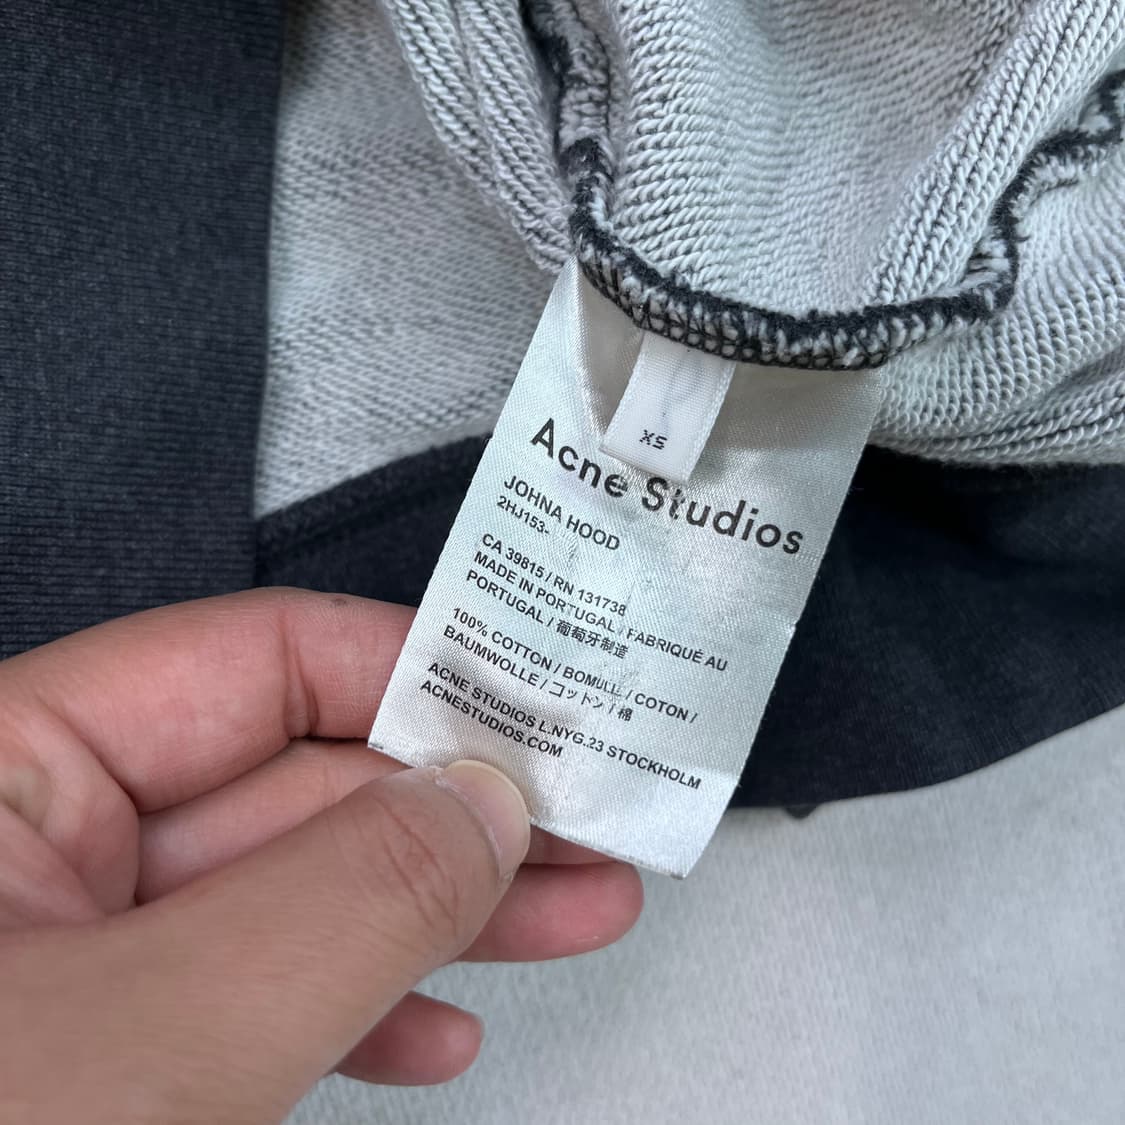 XS
Acne Studios
JOHNA HOOD
2HJ153-
CA 39815 / RN 131738
MADE IN PORTUGAL / FABRIQUÉ AU
PORTUGAL / 葡萄牙制造
100% COTTON / BOMULL / COTON /
BAUMWOLLE / コットン / 棉
ACNE STUDIOS L.NYG.23 STOCKHOLM
ACNESTUDIOS.COM